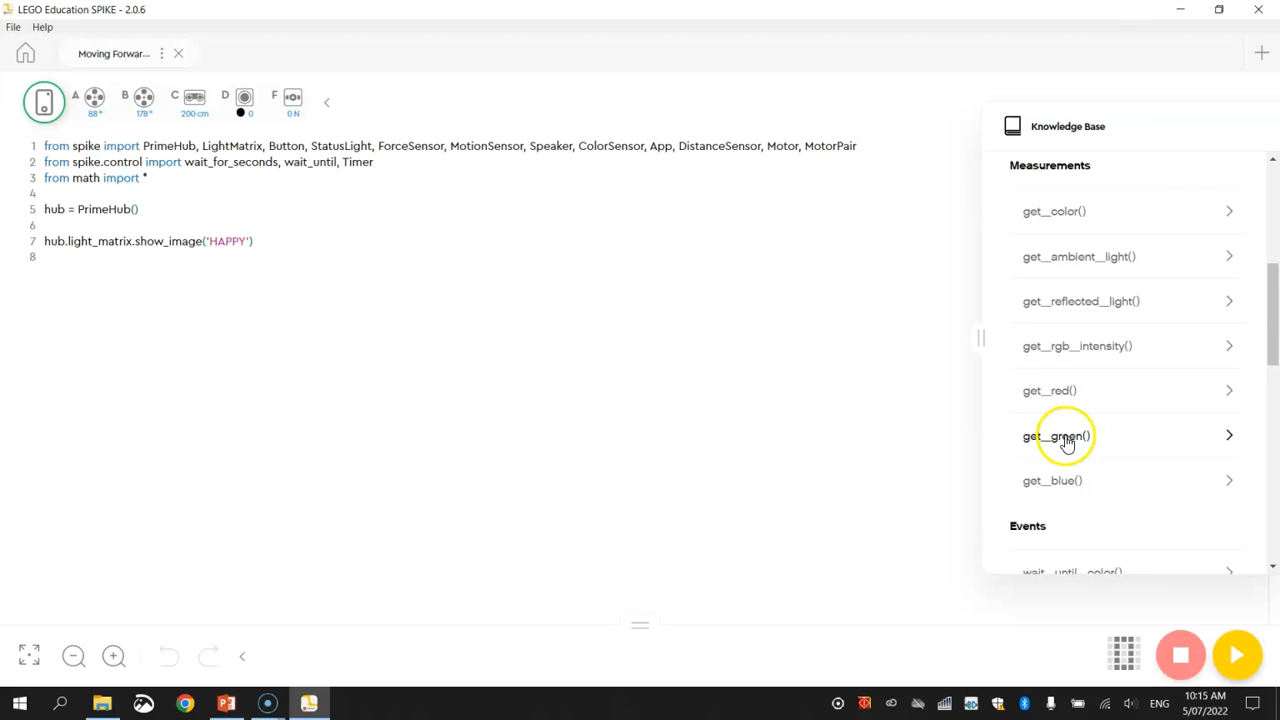 LEGO Education SPIKE - 2.0.6
File Help
Moving Forwar...
A B C D F
88° 178° 200 cm 0 0 N
1 from spike import PrimeHub, LightMatrix, Button, StatusLight, ForceSensor, MotionSensor, Speaker, ColorSensor, App, DistanceSensor, Motor, MotorPair
2 from spike.control import wait_for_seconds, wait_until, Timer
3 from math import *
4
5 hub = PrimeHub()
6
7 hub.light_matrix.show_image('HAPPY')
8
Knowledge Base
Measurements
get_color()
get_ambient_light()
get_reflected_light()
get_rgb_intensity()
get_red()
get_green()
get_blue()
Events
wait_until_color()
ENG
10:15 AM
5/07/2022